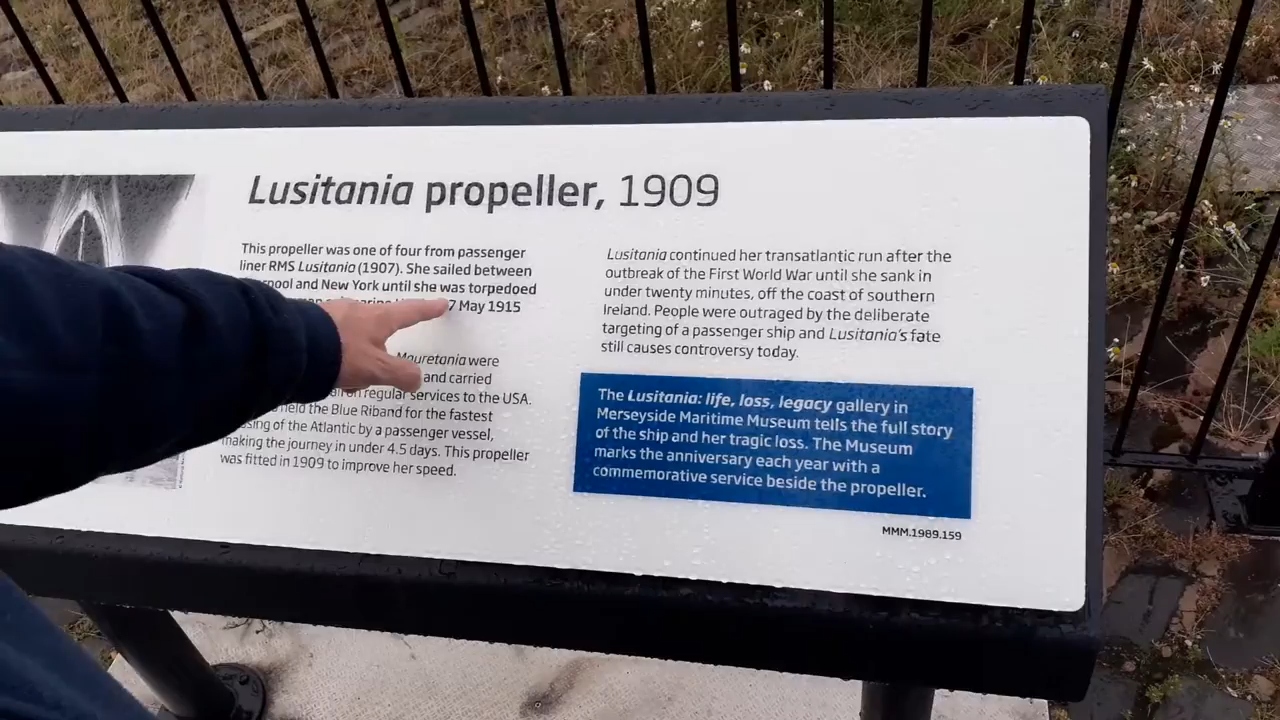 Lusitania propeller, 1909
This propeller was one of four from passenger
liner RMS Lusitania (1907). She sailed between
and New York until she was torpedoed
7 May 1915
Mauretania were
and carried
on regular services to the USA.
held the Blue Riband for the fastest
of the Atlantic by a passenger vessel,
making the journey in under 4.5 days. This propeller
was fitted in 1909 to improve her speed.
Lusitania continued her transatlantic run after the
outbreak of the First World War until she sank in
under twenty minutes, off the coast of southern
Ireland. People were outraged by the deliberate
targeting of a passenger ship and Lusitania's fate
still causes controversy today.
The Lusitania: life, loss, legacy gallery in
Merseyside Maritime Museum tells the full story
of the ship and her tragic loss. The Museum
marks the anniversary each year with a
commemorative service beside the propeller.
MMM.1989.159